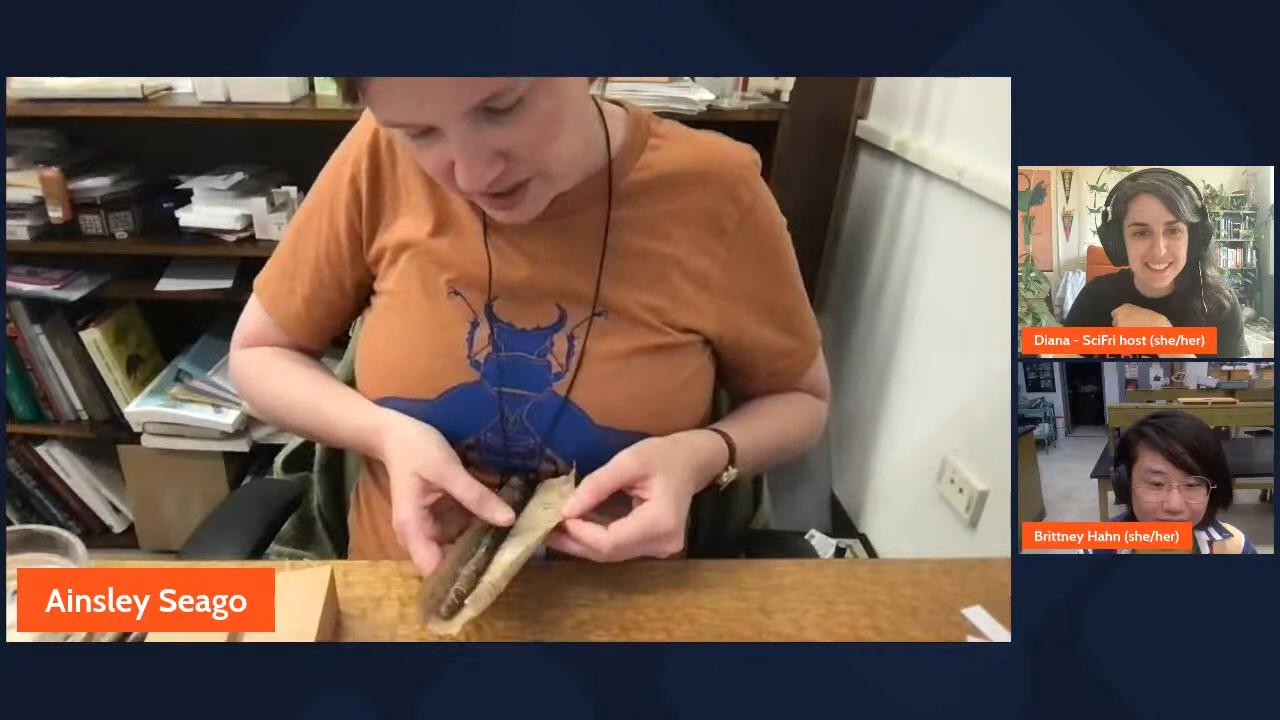 Ainsley Seago
Diana - SciFri host (she/her)
Brittney Hahn (she/her)